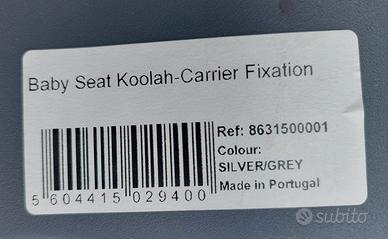 Baby Seat Koolah-Carrier Fixation
Ref: 8631500001
Colour:
SILVER/GREY
Made in Portugal
5 604415 029400
subito